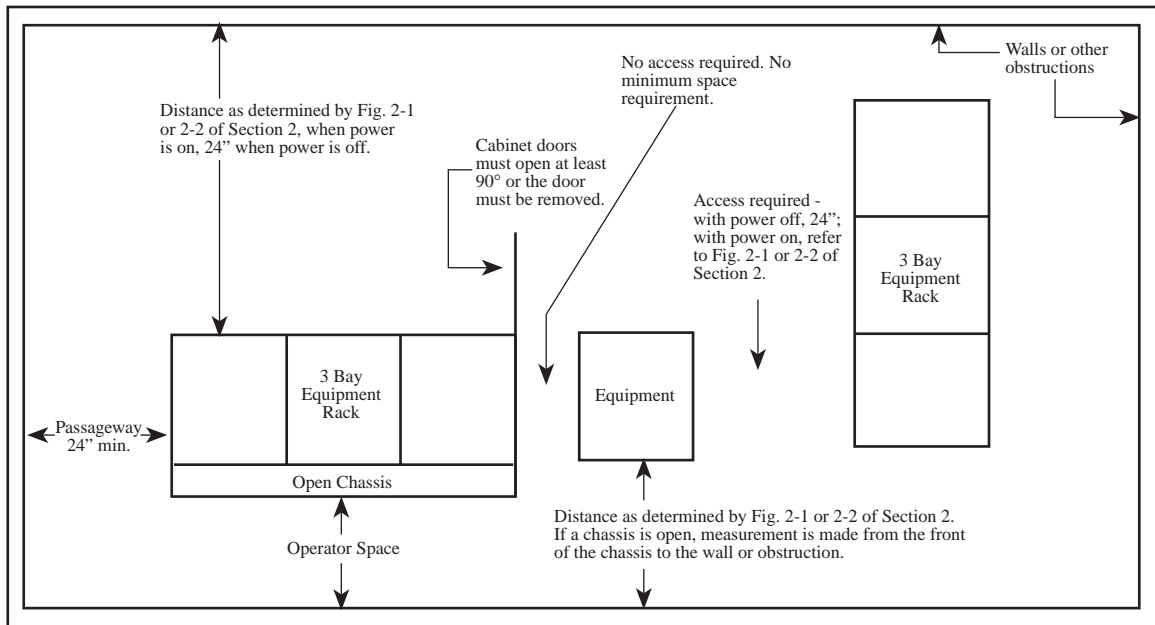 Walls or other
obstructions
No access required. No
minimum space
requirement.
Distance as determined by Fig. 2-1
or 2-2 of Section 2, when power
is on, 24” when power is off.
Cabinet doors
must open at least
90° or the door
must be removed.
Access required -
with power off, 24”;
with power on, refer
to Fig. 2-1 or 2-2 of
Section 2.
3 Bay
Equipment
Rack
3 Bay
Equipment
Rack
Equipment
Passageway
24” min.
Open Chassis
Operator Space
Distance as determined by Fig. 2-1 or 2-2 of Section 2.
If a chassis is open, measurement is made from the front
of the chassis to the wall or obstruction.